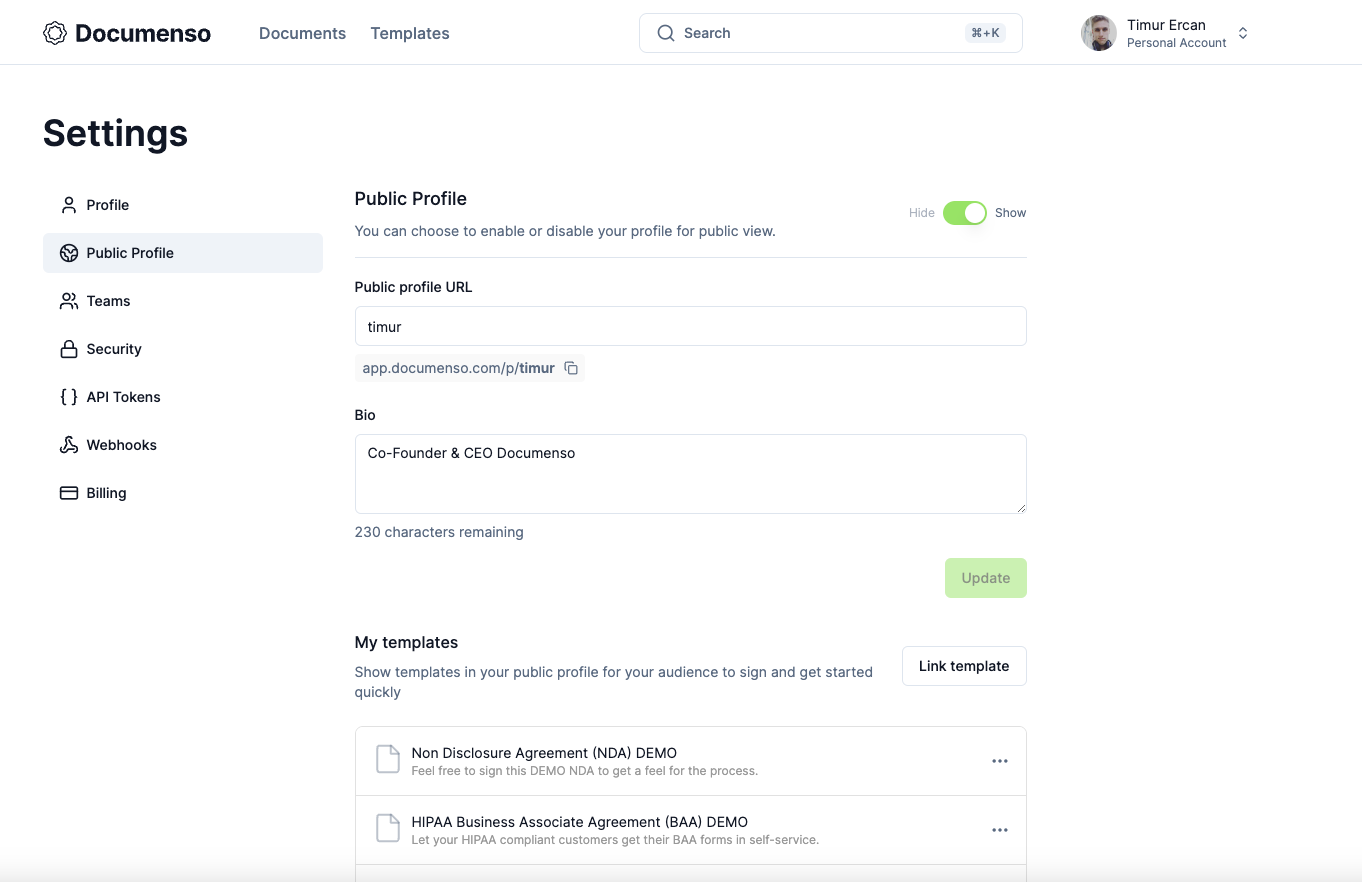 Documenso
Documents
Templates
Search
⌘+K
Timur Ercan
Personal Account
Settings
Profile
Public Profile
Teams
Security
API Tokens
Webhooks
Billing
Public Profile
You can choose to enable or disable your profile for public view.
Hide
Show
Public profile URL
timur
app.documenso.com/p/timur
Bio
Co-Founder & CEO Documenso
230 characters remaining
Update
My templates
Show templates in your public profile for your audience to sign and get started
quickly
Link template
Non Disclosure Agreement (NDA) DEMO
Feel free to sign this DEMO NDA to get a feel for the process.
HIPAA Business Associate Agreement (BAA) DEMO
Let your HIPAA compliant customers get their BAA forms in self-service.